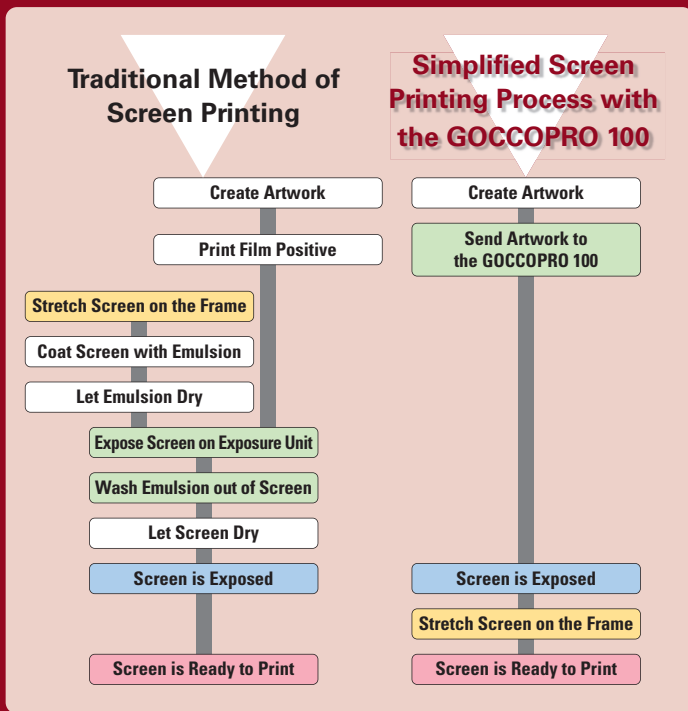 Traditional Method of
Screen Printing
Create Artwork
Print Film Positive
Stretch Screen on the Frame
Coat Screen with Emulsion
Let Emulsion Dry
Expose Screen on Exposure Unit
Wash Emulsion out of Screen
Let Screen Dry
Screen is Exposed
Screen is Ready to Print
Simplified Screen
Printing Process with
the GOCCOPRO 100
Create Artwork
Send Artwork to
the GOCCOPRO 100
Screen is Exposed
Stretch Screen on the Frame
Screen is Ready to Print